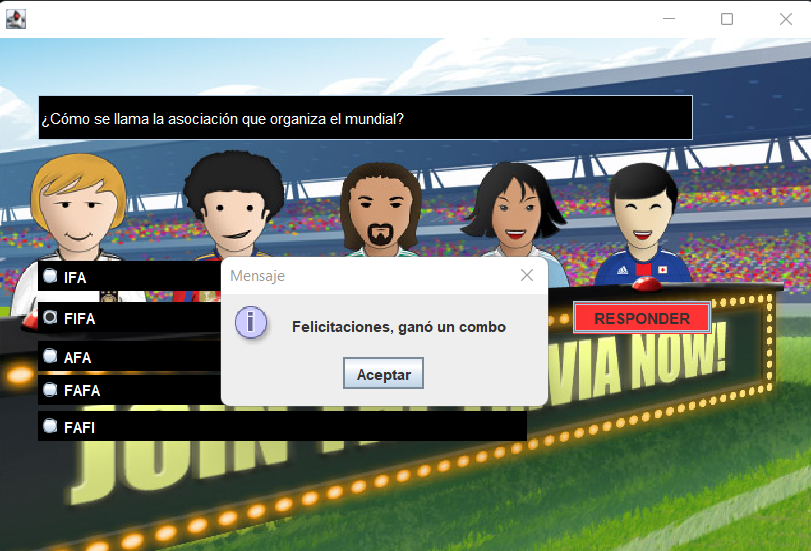 ¿Cómo se llama la asociación que organiza el mundial?
IFA
FIFA
AFA
FAFA
FAFI
Mensaje
Felicitaciones, ganó un combo
Aceptar
RESPONDER
JOIN THE
VIA NOW!